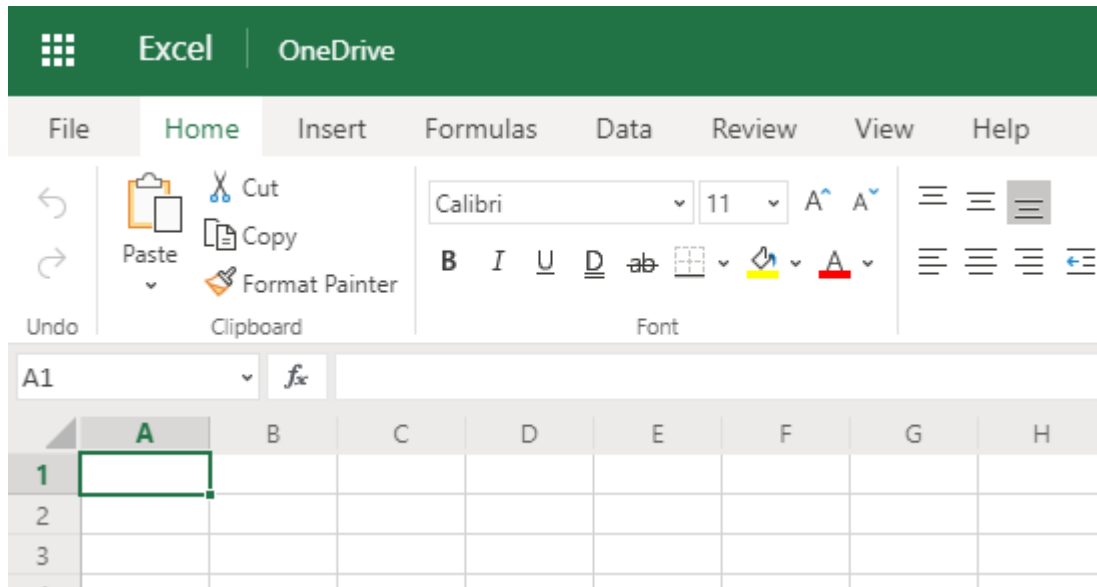 Excel OneDrive
File Home Insert Formulas Data Review View Help
Cut
Copy
Paste
Format Painter
Calibri 11 A A
B I U D ab A
Undo Clipboard Font
A1 fx
A B C D E F G H
1
2
3